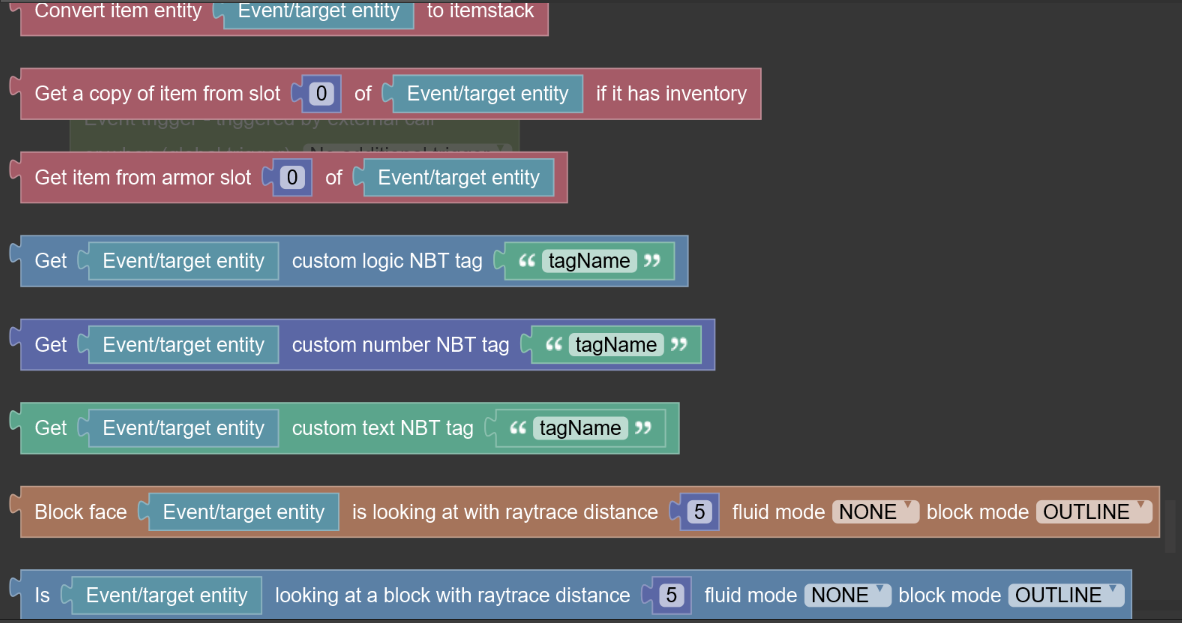 Convert item entity Event/target entity to itemstack
Get a copy of item from slot 0 of Event/target entity if it has inventory
Event trigger - triggered by external call
Get item from armor slot 0 of Event/target entity
Get Event/target entity custom logic NBT tag “ tagName ”
Get Event/target entity custom number NBT tag “ tagName ”
Get Event/target entity custom text NBT tag “ tagName ”
Block face Event/target entity is looking at with raytrace distance 5 fluid mode NONE block mode OUTLINE
Is Event/target entity looking at a block with raytrace distance 5 fluid mode NONE block mode OUTLINE